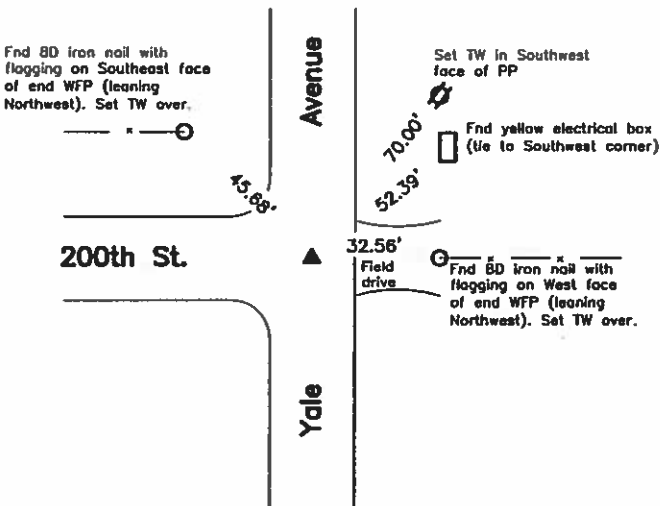 Fnd 8D iron nail with
flagging on Southeast face
of end WFP (leaning
Northwest). Set TW over.
Avenue
Set TW in Southwest
face of PP
70.00'
Fnd yellow electrical box
(tie to Southwest corner)
45.68'
52.39'
200th St.
32.56'
Field
drive
Fnd 8D iron nail with
flagging on West face
of end WFP (leaning
Northwest). Set TW over.
Yale